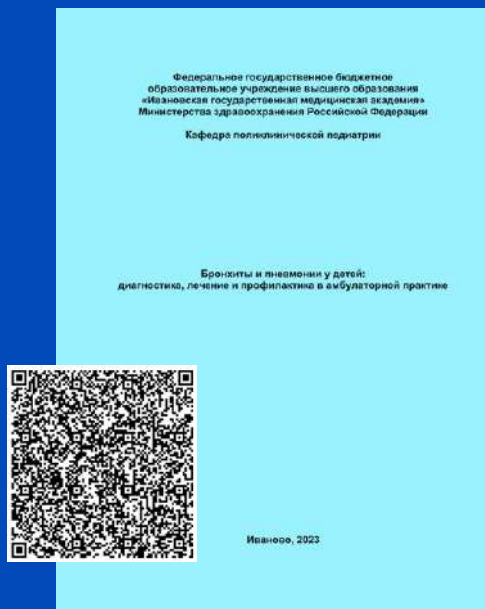 Федеральное государственное бюджетное
образовательное учреждение высшего образования
«Ивановская государственная медицинская академия»
Министерства здравоохранения Российской Федерации
Кафедра поликлинической педиатрии
Бронхиты и пневмонии у детей:
диагностика, лечение и профилактика в амбулаторной практике
Иваново, 2023